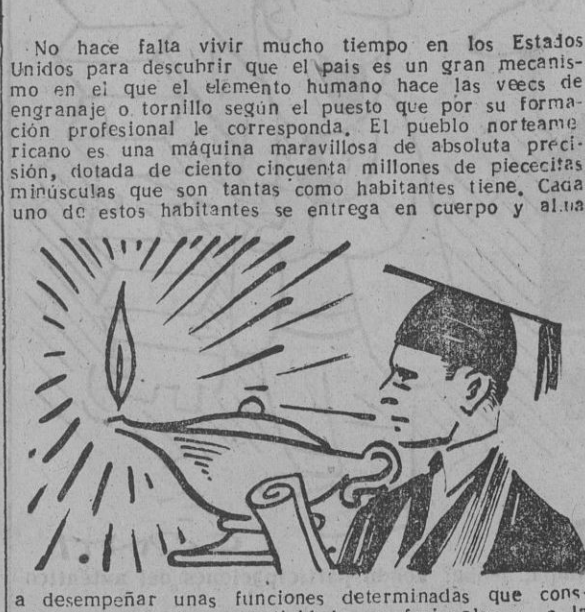 No hace falta vivir mucho tiempo en los Estados
Unidos para descubrir que el pais es un gran mecanis-
mo en el que el elemento humano hace las veecs de
engranaje o tornillo según el puesto que por su forma-
ción profesional le corresponda. El pueblo norteame
ricano es una máquina maravillosa de absoluta preci-
sión, dotada de ciento cincuenta millones de piececitas
minúsculas que son tantas como habitantes tiene. Cada
uno de estos habitantes se entrega en cuerpo y alma
a desempeñar unas funciones determinadas que cons